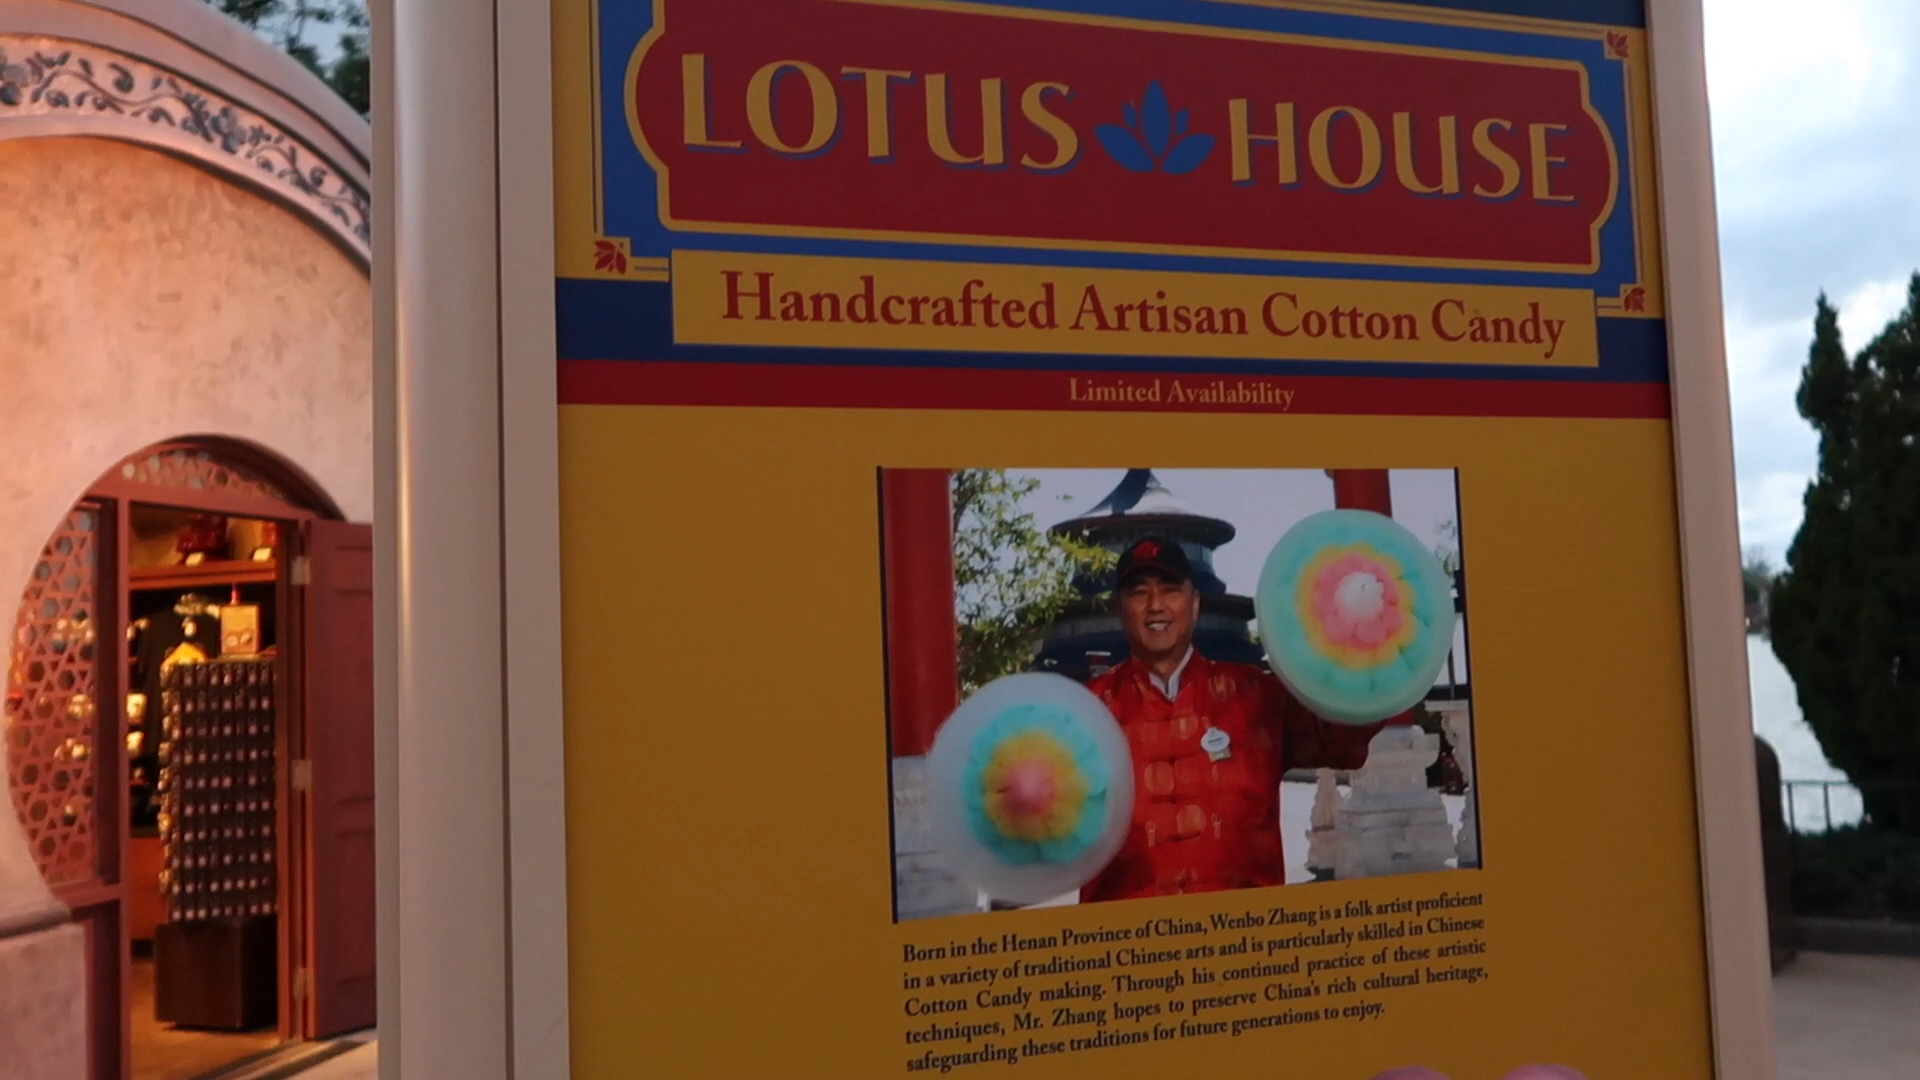 LOTUS HOUSE
Handcrafted Artisan Cotton Candy
Limited Availability
Born in the Henan Province of China, Wenbo Zhang is a folk artist proficient
in a variety of traditional Chinese arts and is particularly skilled in Chinese
Cotton Candy making. Through his continued practice of these artistic
techniques, Mr. Zhang hopes to preserve China's rich cultural heritage,
safeguarding these traditions for future generations to enjoy.